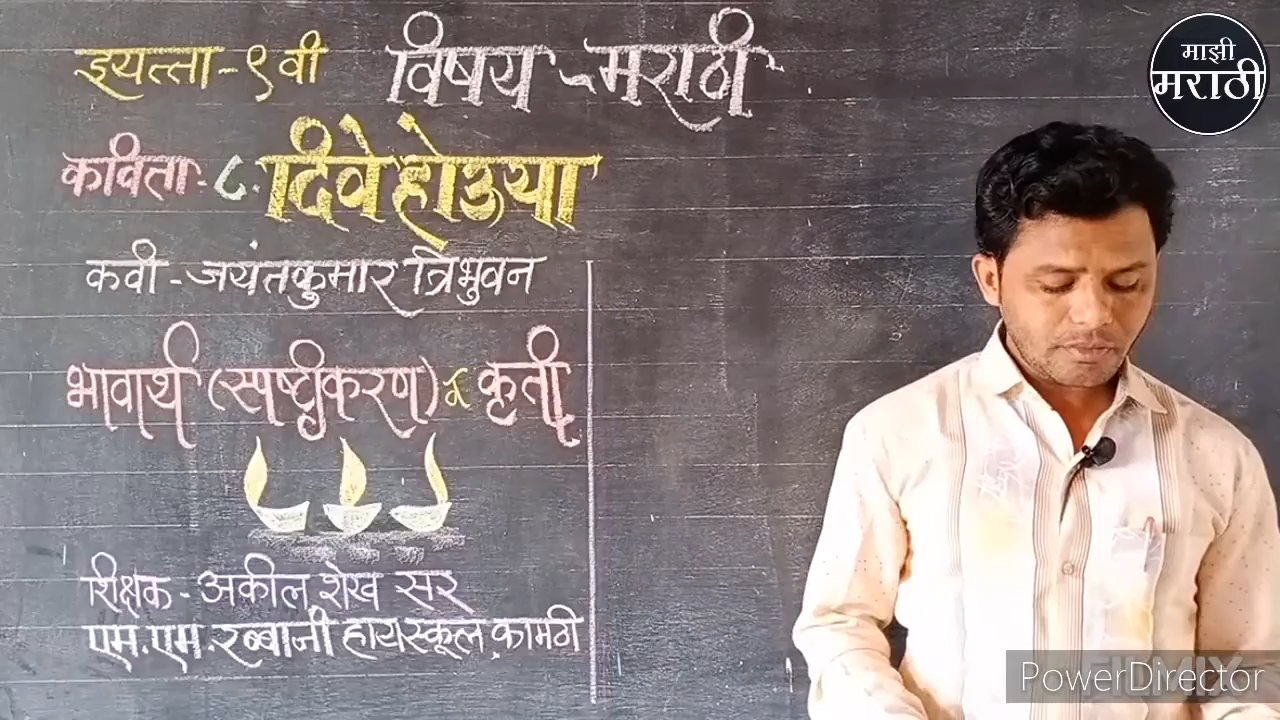 इयत्ता - ९ वी विषय - मराठी
कविता - ८. दिवे होऊया
कवी - जयंतकुमार त्रिभुवन
भावार्थ (स्पष्टीकरण) व कृती
शिक्षक - अकील शेख सर
एम. एम. रब्बानी हायस्कूल, कामठी
माझी
मराठी
PowerDirector